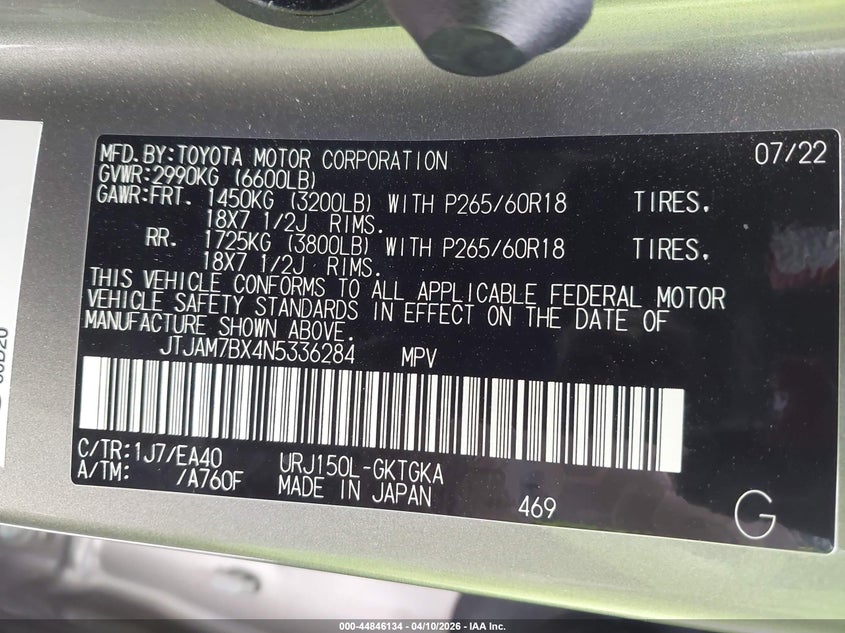 MFD.BY:TOYOTA MOTOR CORPORATION 07/22
GVWR:2990KG (6600LB)
GAWR:FRT. 1450KG (3200LB) WITH P265/60R18 TIRES.
18X7 1/2J RIMS.
RR. 1725KG (3800LB) WITH P265/60R18 TIRES.
18X7 1/2J RIMS.
THIS VEHICLE CONFORMS TO ALL APPLICABLE FEDERAL MOTOR
VEHICLE SAFETY STANDARDS IN EFFECT ON THE DATE OF
MANUFACTURE SHOWN ABOVE.
JTJAM7BX4N5336284 MPV
C/TR:1J7/EA40 URJ150L-GKTGKA
A/TM: /A760F MADE IN JAPAN 469
G
000-44846134 / 04/10/2026 - IAA Inc.